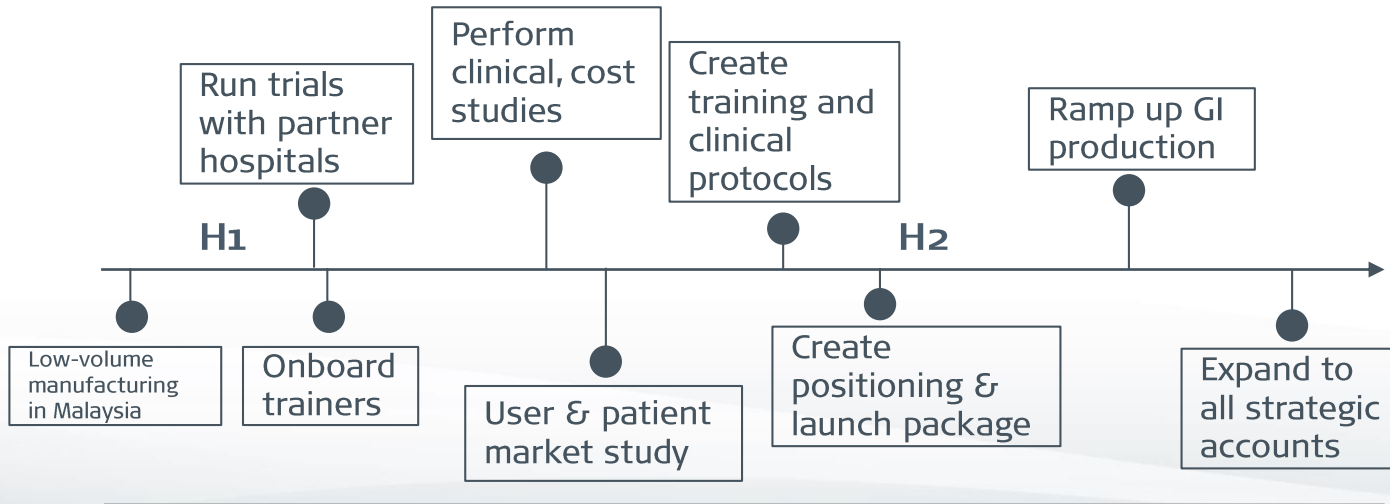 Perform
clinical, cost
studies
Create
training and
clinical
protocols
Run trials
with partner
hospitals
Ramp up GI
production
H1
H2
Low-volume
manufacturing
in Malaysia
Onboard
trainers
User & patient
market study
Create
positioning &
launch package
Expand to
all strategic
accounts